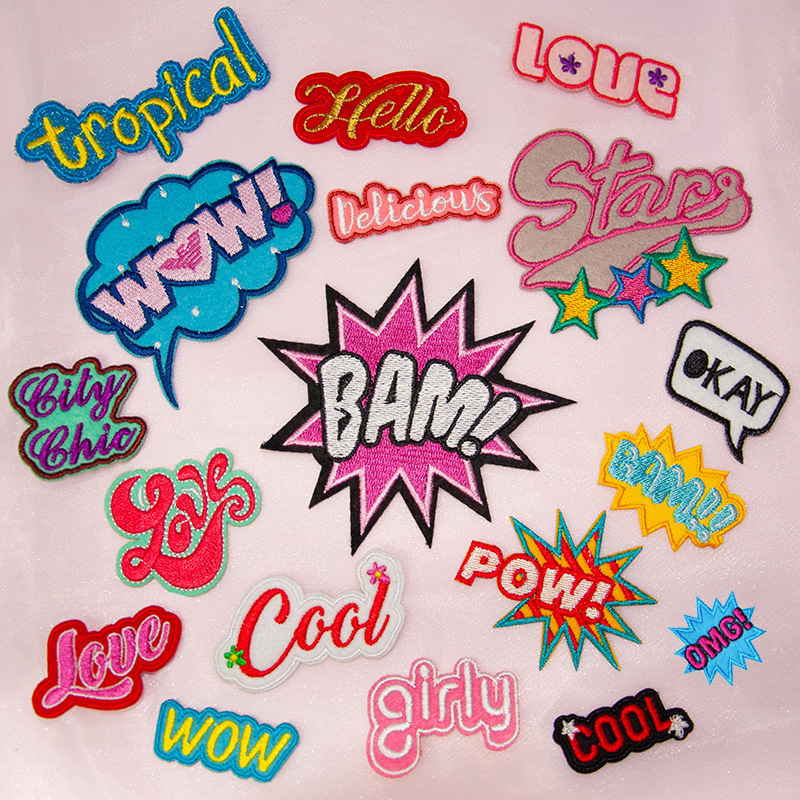 tropical
Hello
LOVE
WOW!
Delicious
Stars
BAM!
OKAY
City
Chic
Love
BAM!!
POW!
OMG!
Love
Cool
WOW
girly
COOL